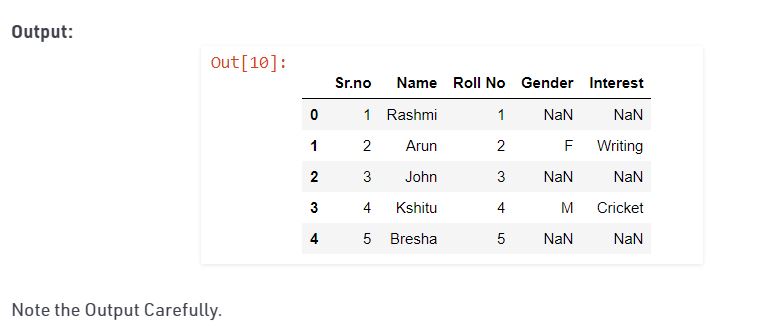 Output:
Out[10]:
Sr.no Name Roll No Gender Interest
0 1 Rashmi 1 NaN NaN
1 2 Arun 2 F Writing
2 3 John 3 NaN NaN
3 4 Kshitu 4 M Cricket
4 5 Bresha 5 NaN NaN
Note the Output Carefully.